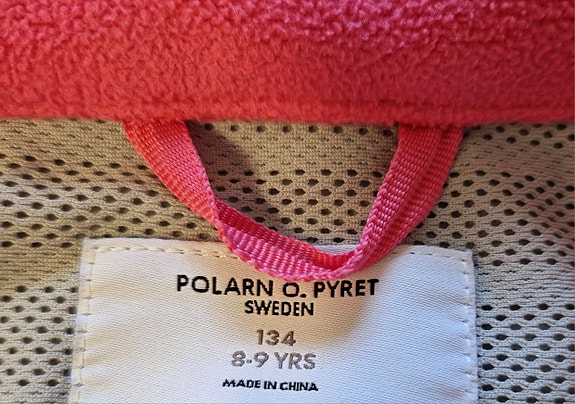 POLARN O. PYRET
SWEDEN
134
8-9 YRS
MADE IN CHINA